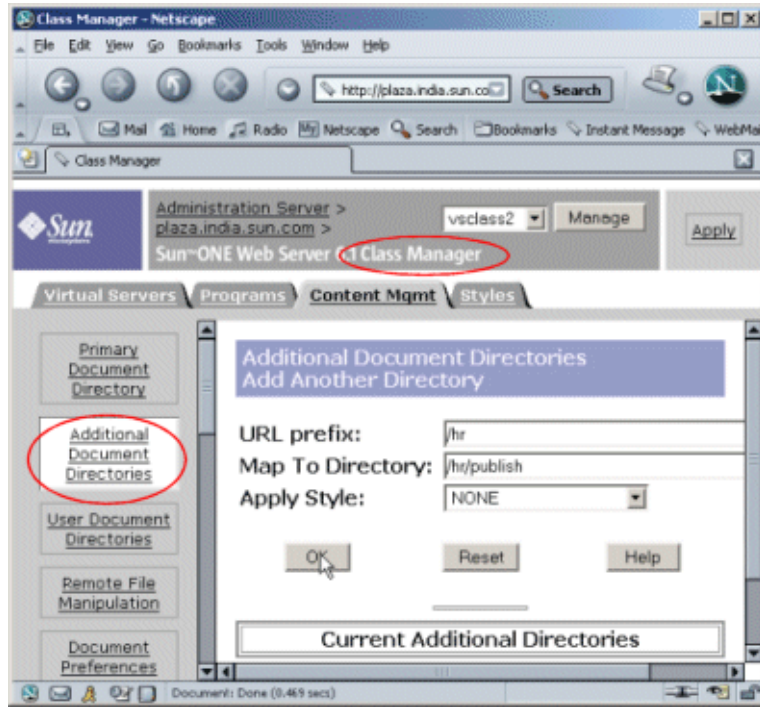 Class Manager - Netscape
File Edit View Go Bookmarks Tools Window Help
http://plaza.india.sun.co Search
Mail Home Radio My Netscape Search Bookmarks Instant Message WebMai
Class Manager
Sun
Administration Server >
plaza.india.sun.com >
Sun ONE Web Server 6.1 Class Manager
vsclass2 Manage
Apply
Virtual Servers Programs Content Mgmt Styles
Primary
Document
Directory
Additional
Document
Directories
User Document
Directories
Remote File
Manipulation
Document
Preferences
Additional Document Directories
Add Another Directory
URL prefix: /hr
Map To Directory: /hr/publish
Apply Style: NONE
OK Reset Help
Current Additional Directories
Document: Done (0.469 secs)